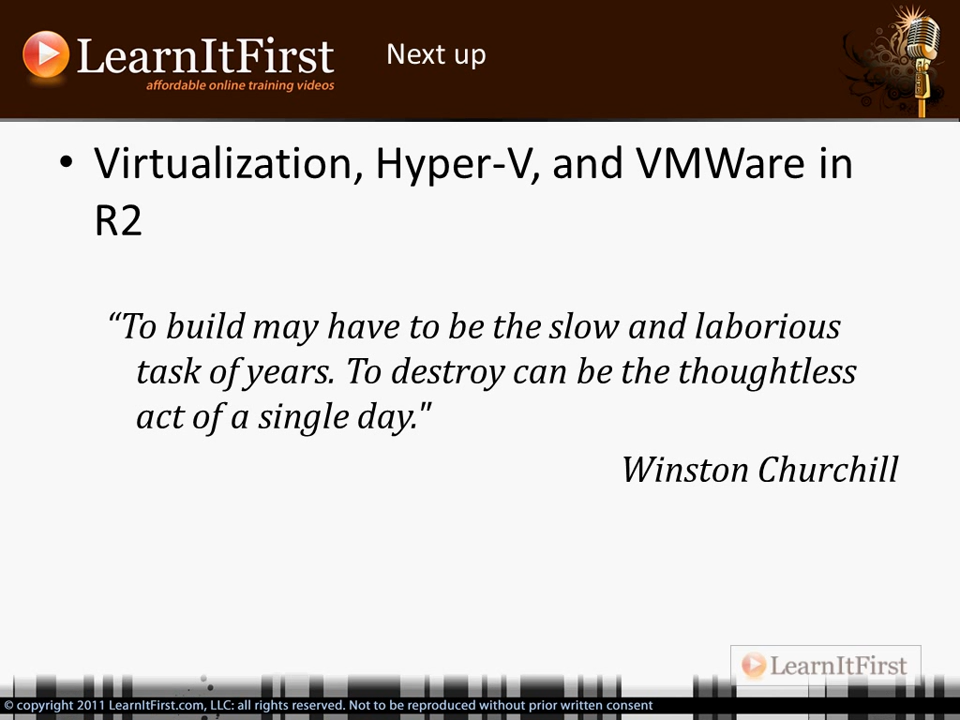 LearnItFirst
affordable online training videos
Next up
• Virtualization, Hyper-V, and VMWare in
R2
“To build may have to be the slow and laborious
task of years. To destroy can be the thoughtless
act of a single day."
Winston Churchill
LearnItFirst
© copyright 2011 LearnItFirst.com, LLC: all rights reserved. Not to be reproduced without prior written consent